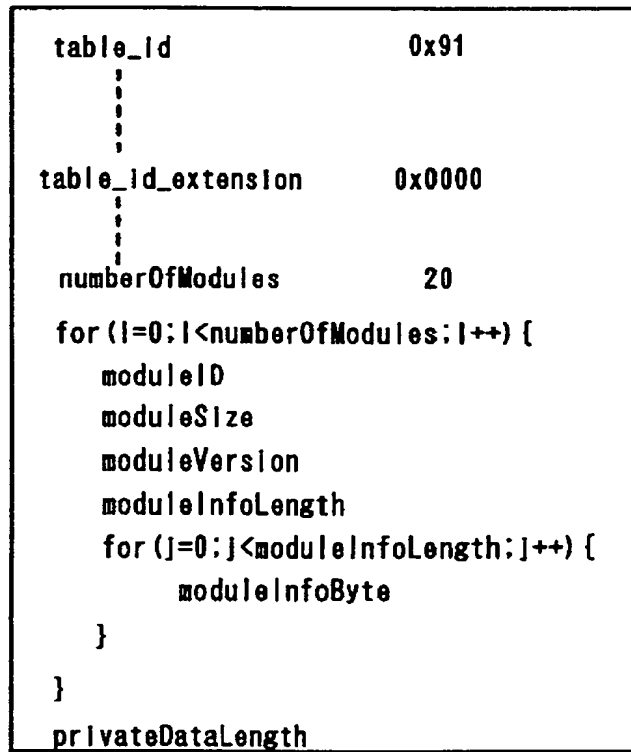 table_id 0x91
table_id_extension 0x0000
numberOfModules 20
for(i=0;i<numberOfModules;i++){
moduleID
moduleSize
moduleVersion
moduleInfoLength
for(j=0;j<moduleInfoLength;j++){
moduleInfoByte
}
}
privateDataLength